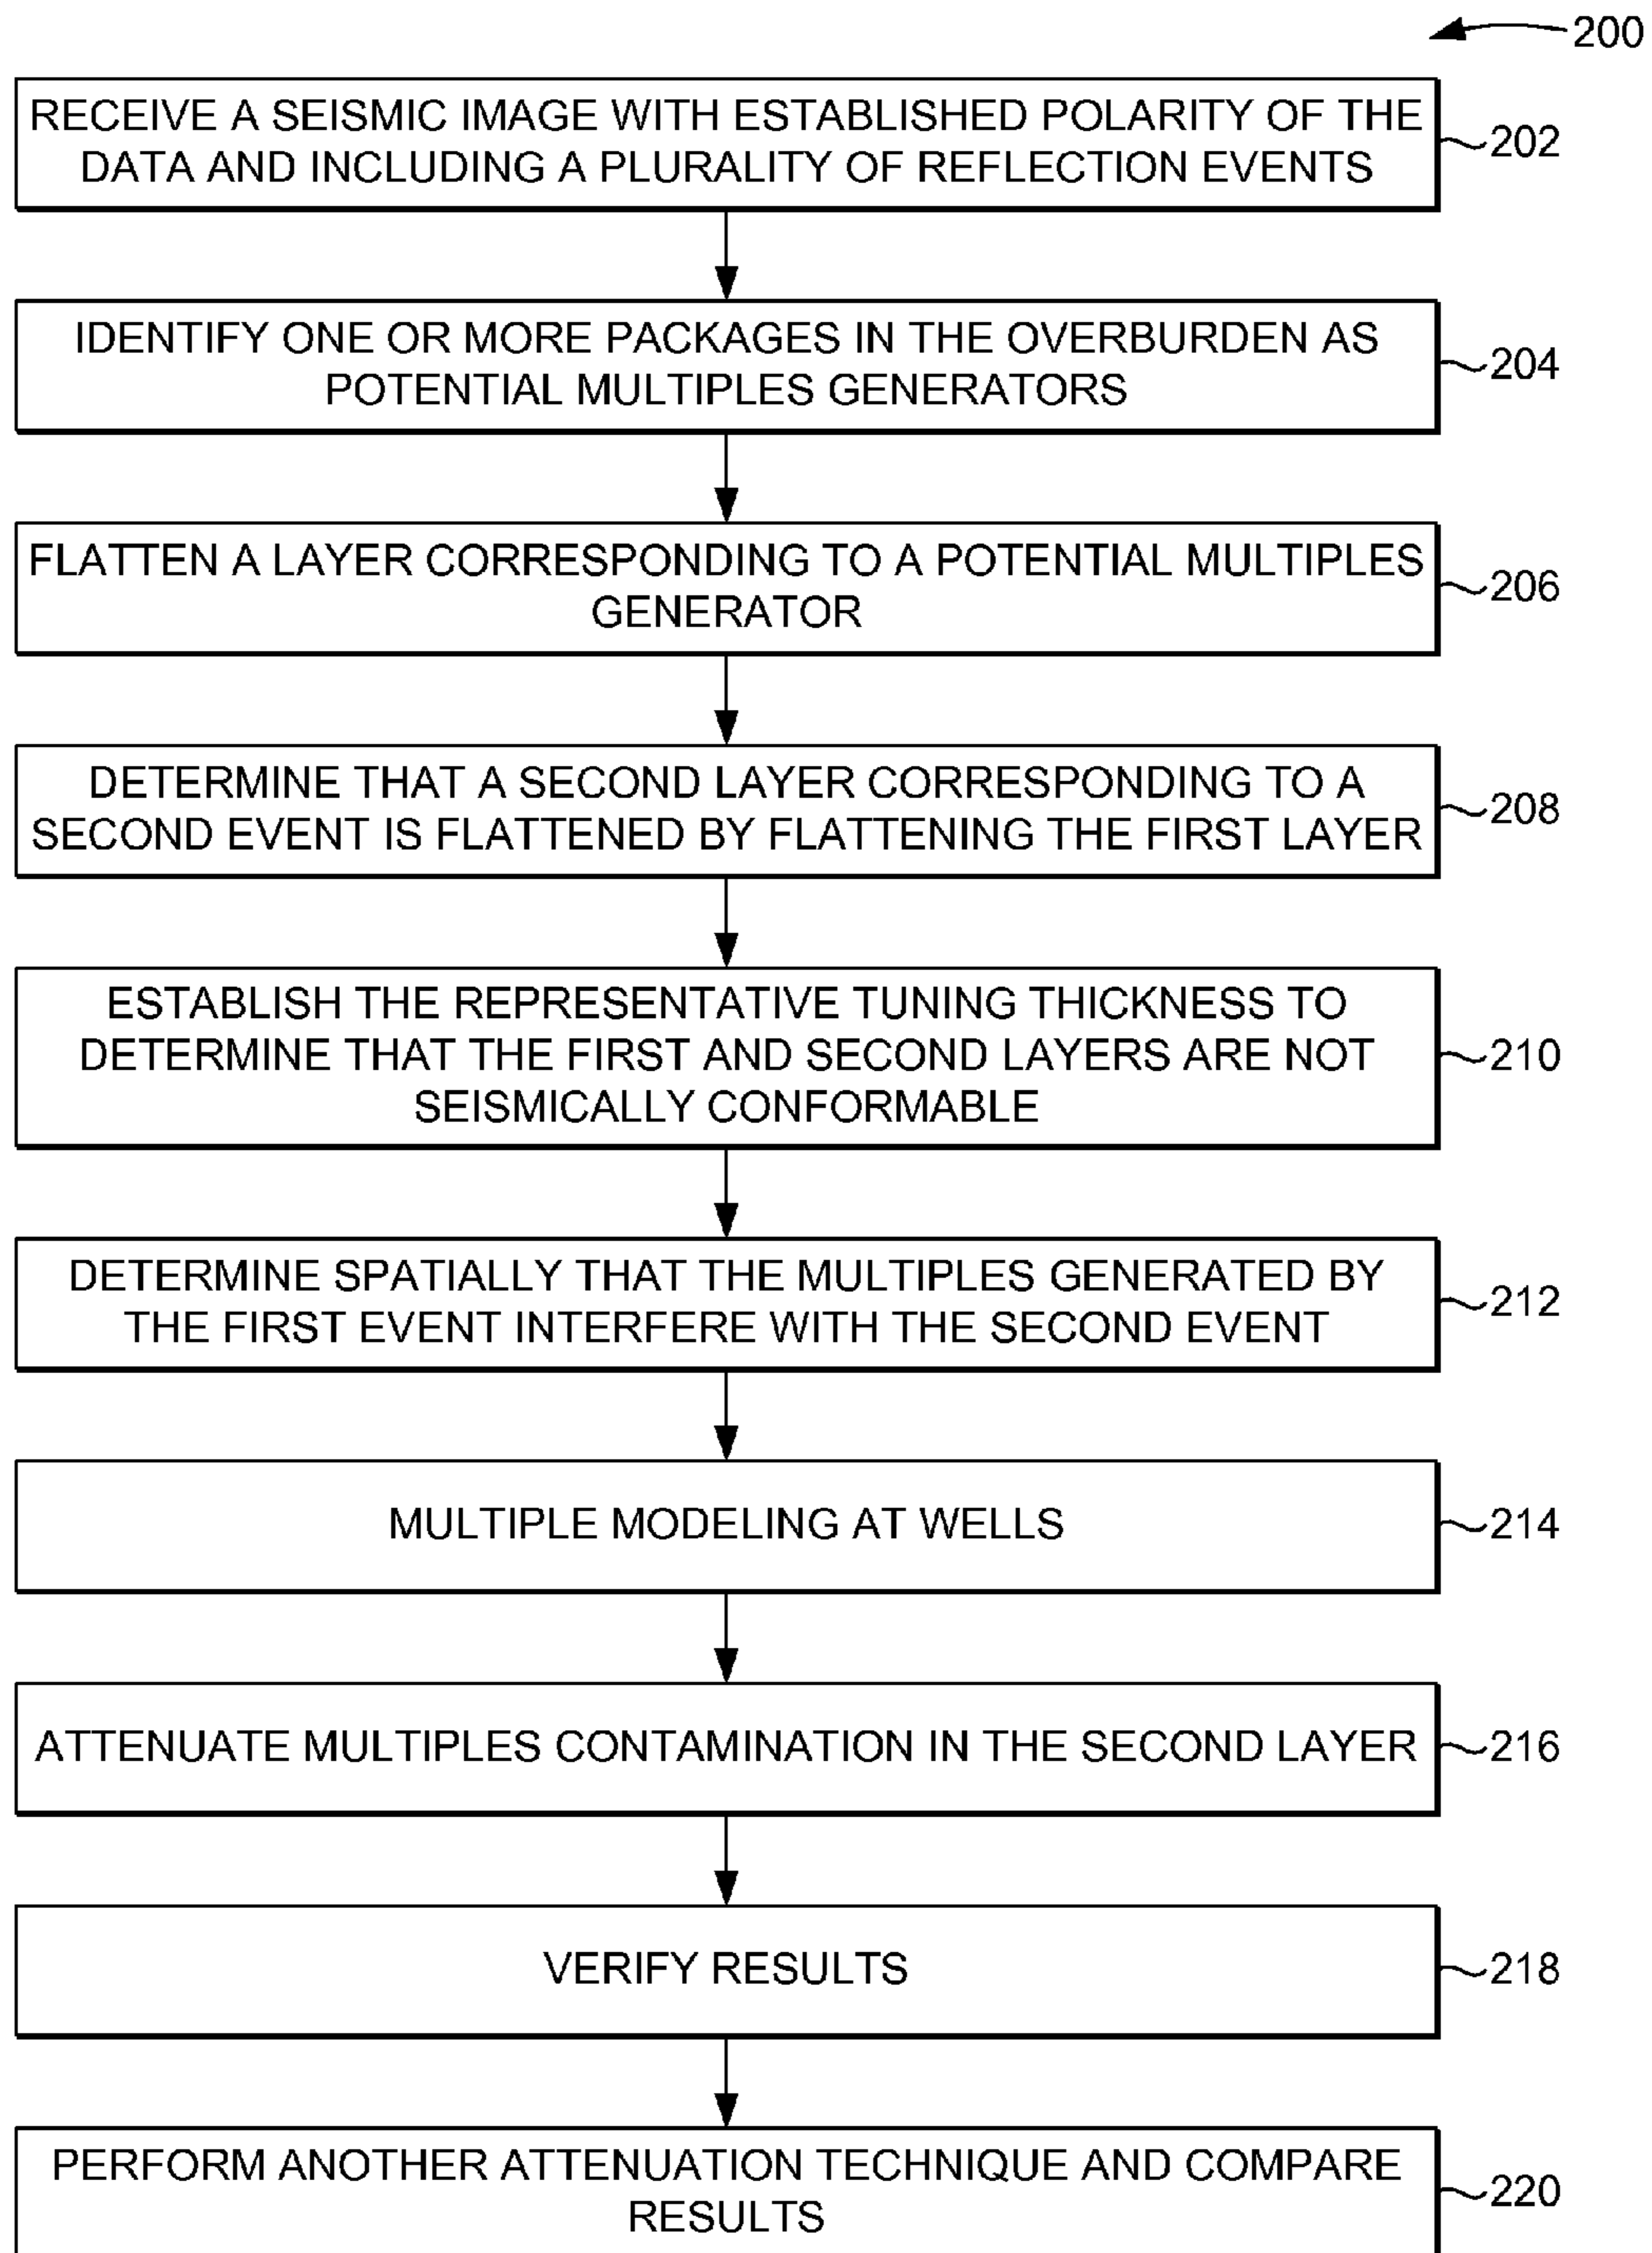 200
RECEIVE A SEISMIC IMAGE WITH ESTABLISHED POLARITY OF THE
DATA AND INCLUDING A PLURALITY OF REFLECTION EVENTS
202
IDENTIFY ONE OR MORE PACKAGES IN THE OVERBURDEN AS
POTENTIAL MULTIPLES GENERATORS
204
FLATTEN A LAYER CORRESPONDING TO A POTENTIAL MULTIPLES
GENERATOR
206
DETERMINE THAT A SECOND LAYER CORRESPONDING TO A
SECOND EVENT IS FLATTENED BY FLATTENING THE FIRST LAYER
208
ESTABLISH THE REPRESENTATIVE TUNING THICKNESS TO
DETERMINE THAT THE FIRST AND SECOND LAYERS ARE NOT
SEISMICALLY CONFORMABLE
210
DETERMINE SPATIALLY THAT THE MULTIPLES GENERATED BY
THE FIRST EVENT INTERFERE WITH THE SECOND EVENT
212
MULTIPLE MODELING AT WELLS
214
ATTENUATE MULTIPLES CONTAMINATION IN THE SECOND LAYER
216
VERIFY RESULTS
218
PERFORM ANOTHER ATTENUATION TECHNIQUE AND COMPARE
RESULTS
220